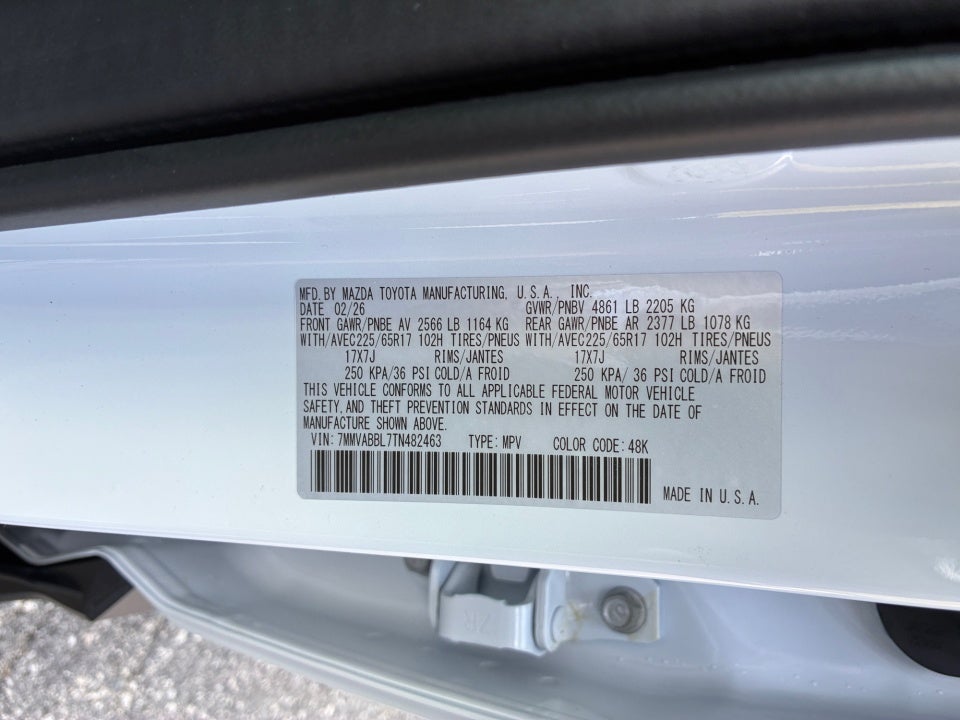 MFD. BY MAZDA TOYOTA MANUFACTURING, U.S.A., INC.
DATE 02/26 GVWR/PNBV 4861 LB 2205 KG
FRONT GAWR/PNBE AV 2566 LB 1164 KG REAR GAWR/PNBE AR 2377 LB 1078 KG
WITH/AVEC225/65R17 102H TIRES/PNEUS WITH/AVEC225/65R17 102H TIRES/PNEUS
17X7J RIMS/JANTES 17X7J RIMS/JANTES
250 KPA/36 PSI COLD/A FROID 250 KPA/ 36 PSI COLD/A FROID
THIS VEHICLE CONFORMS TO ALL APPLICABLE FEDERAL MOTOR VEHICLE
SAFETY, AND THEFT PREVENTION STANDARDS IN EFFECT ON THE DATE OF
MANUFACTURE SHOWN ABOVE.
VIN: 7MMVABBL7TN482463 TYPE: MPV COLOR CODE: 48K
MADE IN U.S.A.